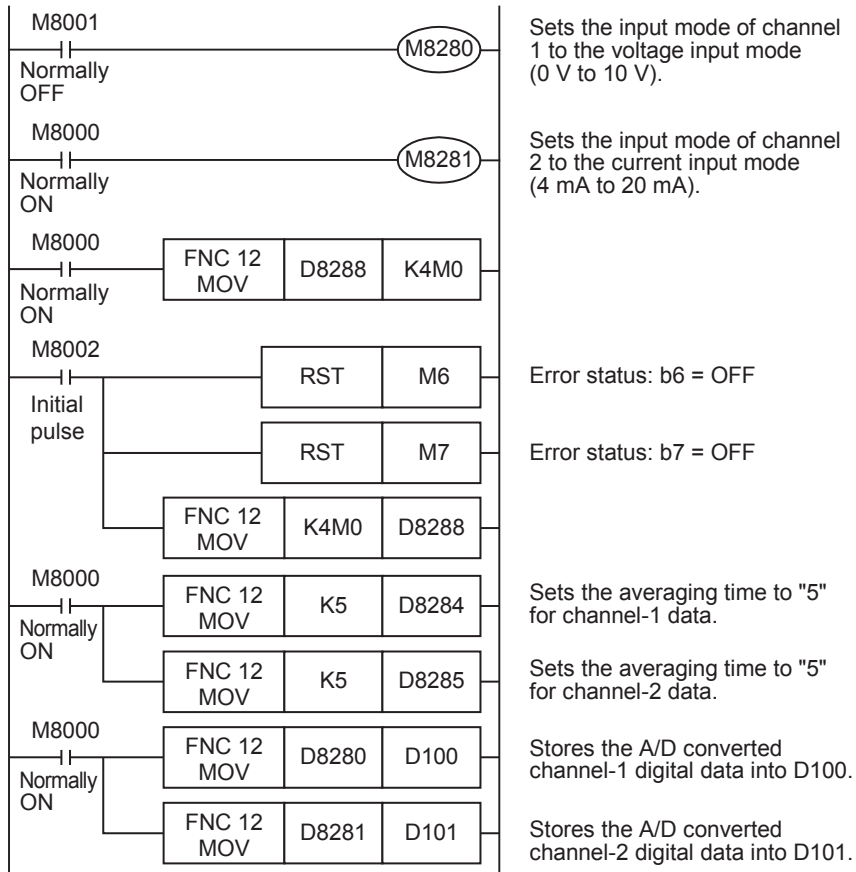 M8001
Normally
OFF
M8280
Sets the input mode of channel
1 to the voltage input mode
(0 V to 10 V).
M8000
Normally
ON
M8281
Sets the input mode of channel
2 to the current input mode
(4 mA to 20 mA).
M8000
Normally
ON
FNC 12
MOV
D8288
K4M0
M8002
Initial
pulse
RST
M6
Error status: b6 = OFF
RST
M7
Error status: b7 = OFF
FNC 12
MOV
K4M0
D8288
M8000
Normally
ON
FNC 12
MOV
K5
D8284
Sets the averaging time to "5"
for channel-1 data.
FNC 12
MOV
K5
D8285
Sets the averaging time to "5"
for channel-2 data.
M8000
Normally
ON
FNC 12
MOV
D8280
D100
Stores the A/D converted
channel-1 digital data into D100.
FNC 12
MOV
D8281
D101
Stores the A/D converted
channel-2 digital data into D101.